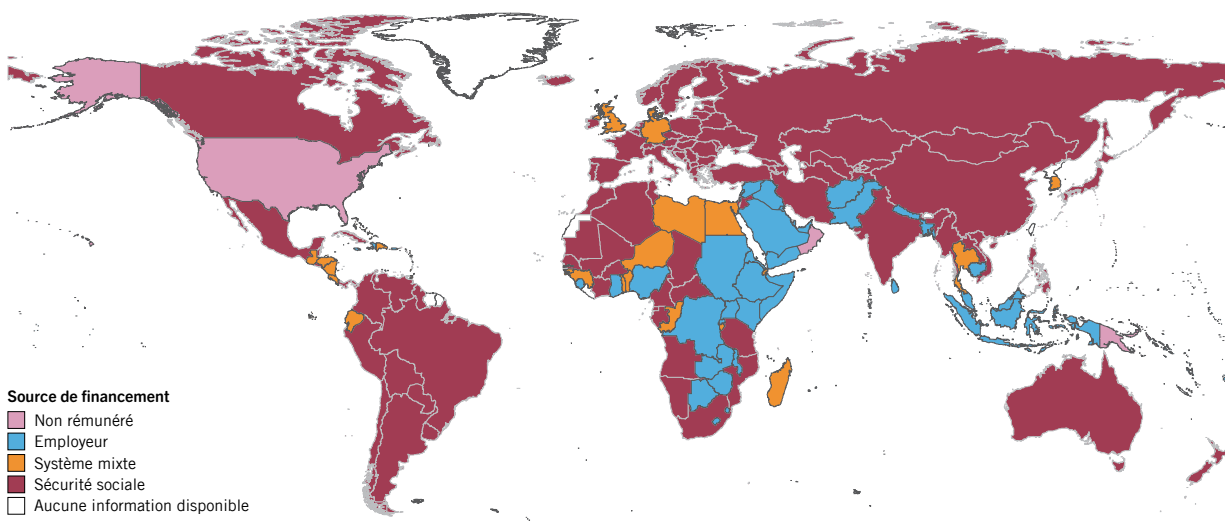 Source de financement
Non rémunéré
Employeur
Système mixte
Sécurité sociale
Aucune information disponible